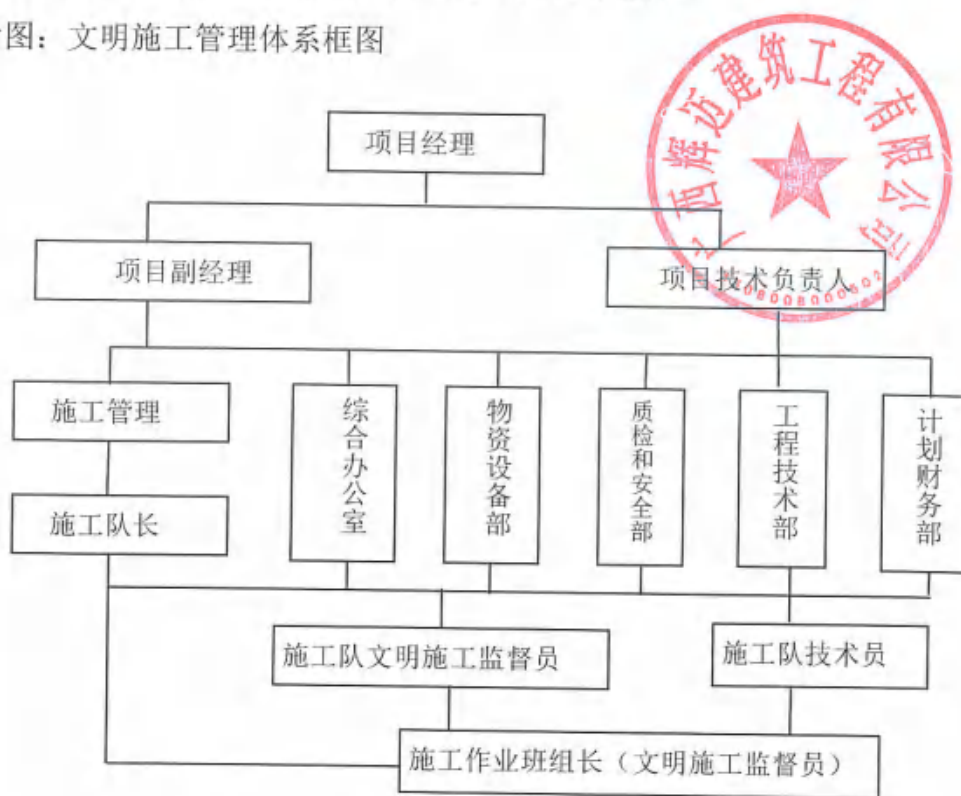 图：文明施工管理体系框图
项目经理
项目副经理
项目技术负责人
施工管理
综合办公室
物资设备部
质检和安全部
工程技术部
计划财务部
施工队长
施工队文明施工监督员
施工队技术员
施工作业班组长（文明施工监督员）
广西辉迈建筑工程有限公司